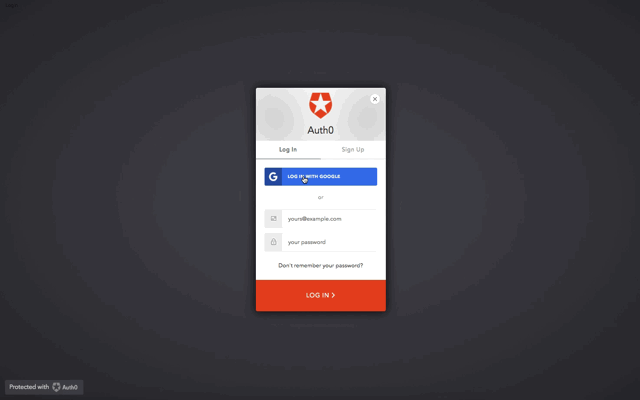 Auth0
Log In
Sign Up
LOG IN WITH GOOGLE
or
yours@example.com
your password
Don't remember your password?
LOG IN
Protected with Auth0